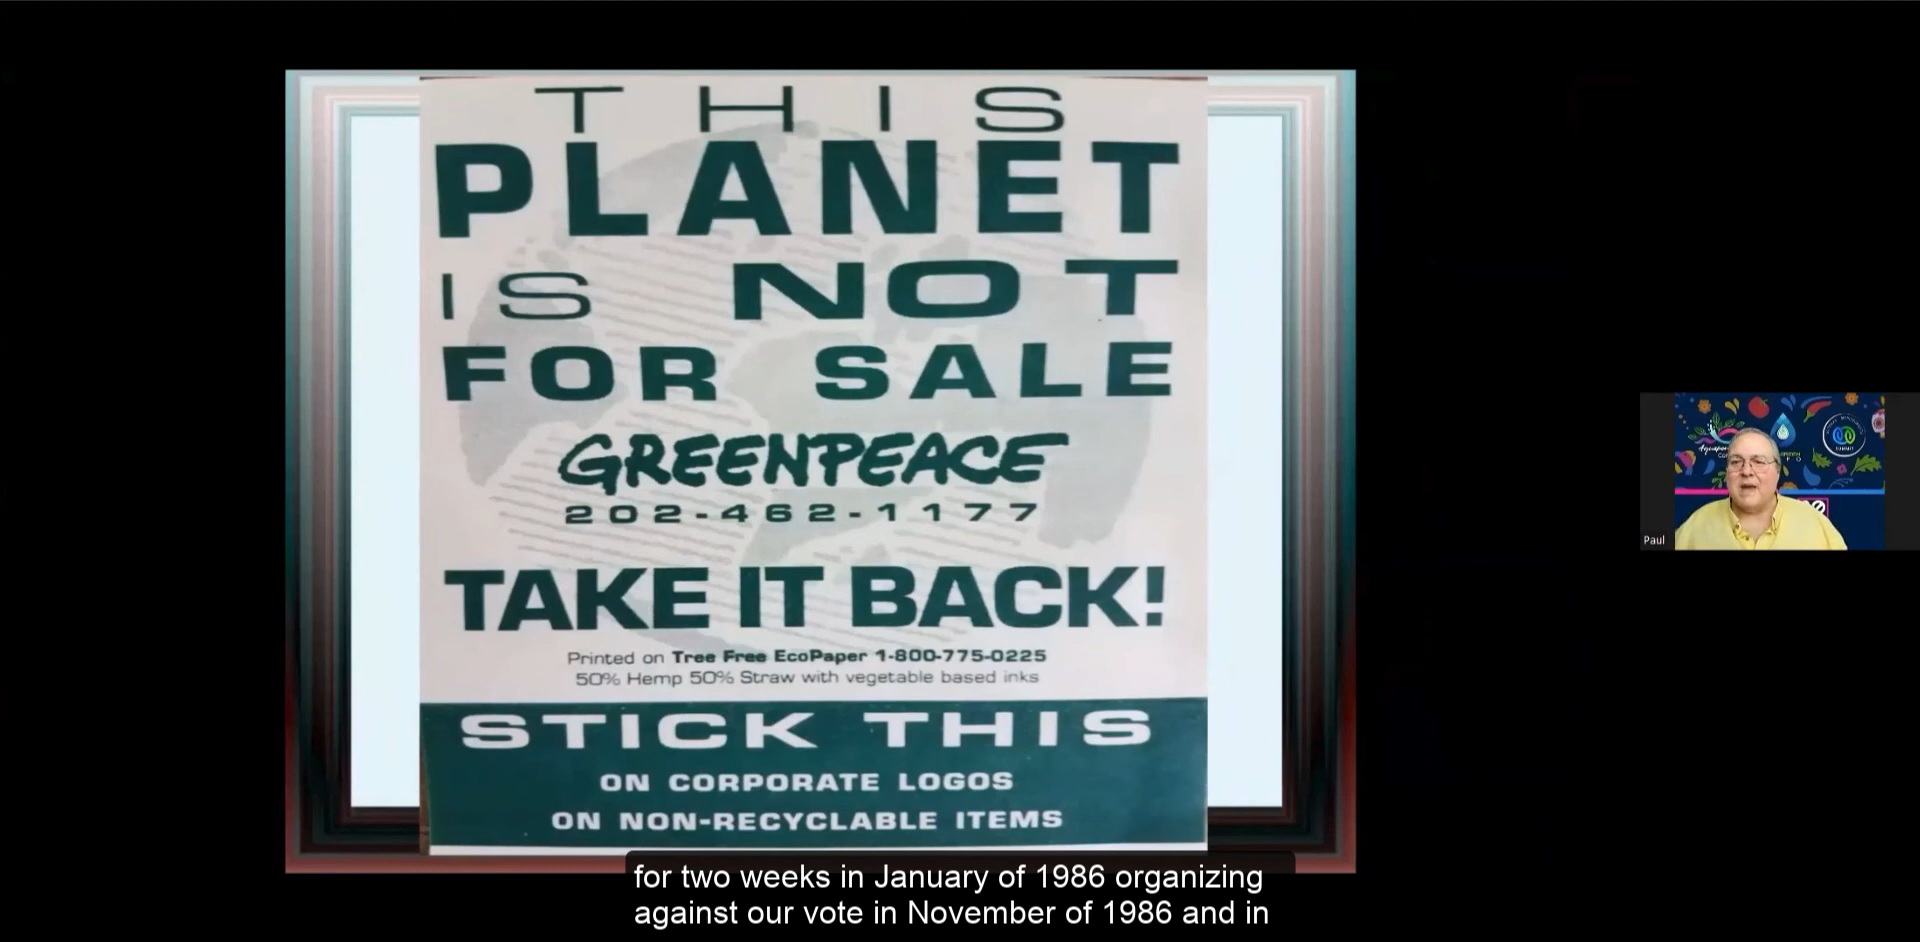 THIS
PLANET
IS NOT
FOR SALE
GREENPEACE
202-462-1177
TAKE IT BACK!
Printed on Tree Free EcoPaper 1-800-775-0225
50% Hemp 50% Straw with vegetable based inks
STICK THIS
ON CORPORATE LOGOS
ON NON-RECYCLABLE ITEMS
Paul
for two weeks in January of 1986 organizing
against our vote in November of 1986 and in